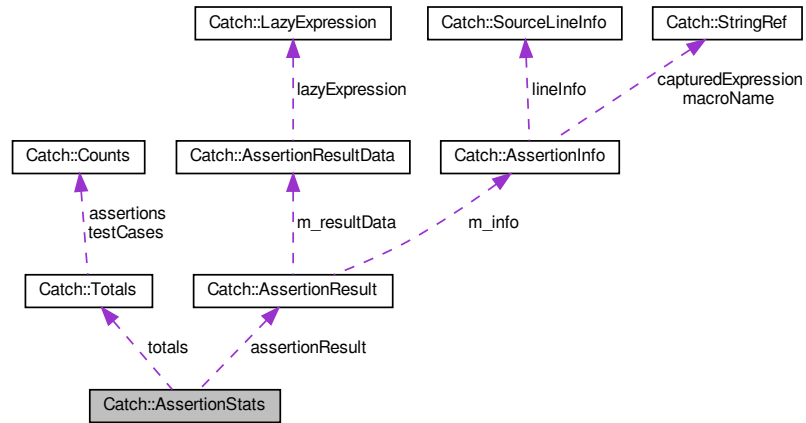 Catch::LazyExpression
Catch::SourceLineInfo
Catch::StringRef
lazyExpression
lineInfo
capturedExpression
macroName
Catch::Counts
Catch::AssertionResultData
Catch::AssertionInfo
assertions
testCases
m_resultData
m_info
Catch::Totals
Catch::AssertionResult
totals
assertionResult
Catch::AssertionStats